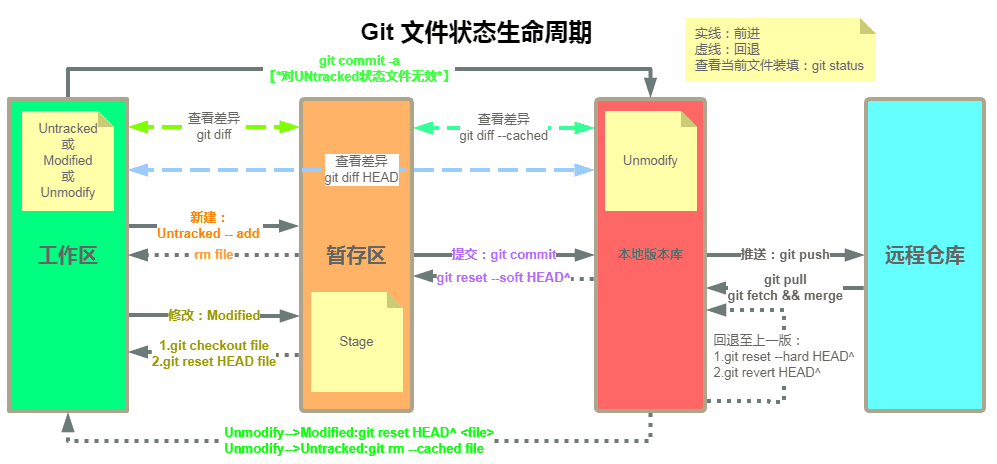 Git 文件状态生命周期
实线：前进
虚线：回退
查看当前文件装填：git status
git commit -a
【*对UNtracked状态文件无效*】
Untracked
或
Modified
或
Unmodify
查看差异
git diff
查看差异
git diff --cached
查看差异
git diff HEAD
Unmodify
新建：
Untracked -- add
rm file
工作区
暂存区
提交：git commit
git reset --soft HEAD^
本地版本库
推送：git push
远程仓库
git pull
git fetch && merge
修改：Modified
1.git checkout file
2.git reset HEAD file
Stage
回退至上一版：
1.git reset --hard HEAD^
2.git revert HEAD^
Unmodify-->Modified:git reset HEAD^ <file>
Unmodify-->Untracked:git rm --cached file